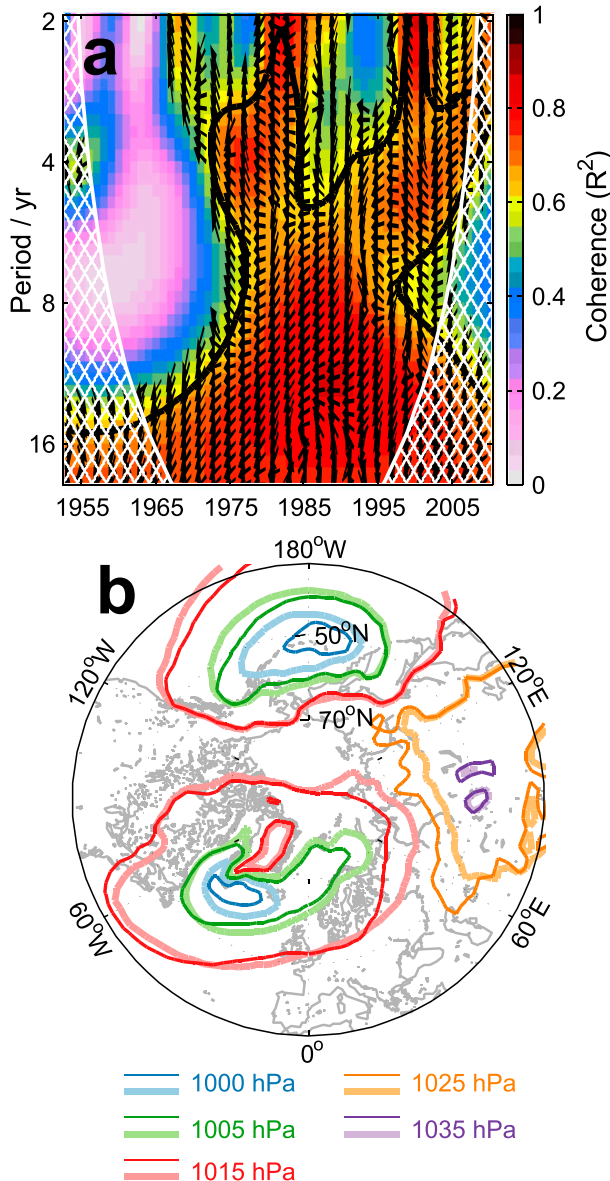 a
2
4
8
16
Period / yr
1955 1965 1975 1985 1995 2005
1
0.8
0.6
0.4
0.2
0
Coherence (R²)
b
180°W
120°W
120°E
50°N
70°N
60°W
60°E
0°
1000 hPa
1025 hPa
1005 hPa
1035 hPa
1015 hPa